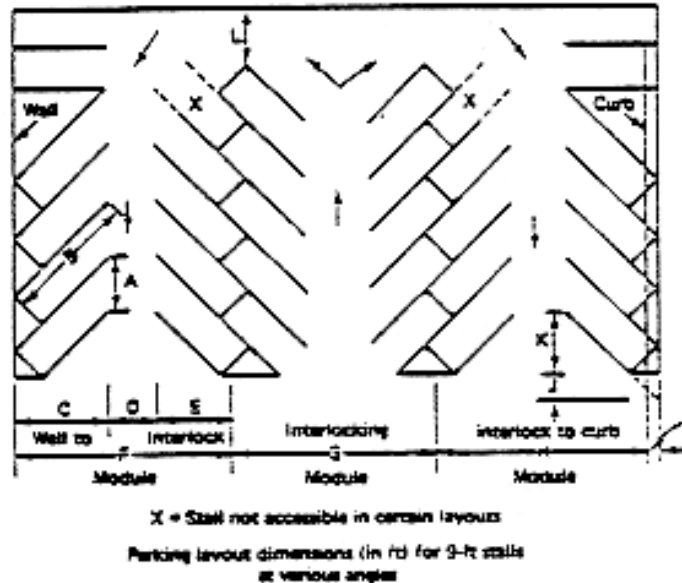 L
X
X
Wall
Curb
B
A
X
C D E
Wall to Interlock
Interlocking
Interlock to curb
F G
Module Module Module
X = Stall not accessible in certain layouts
Parking layout dimensions (in ft) for 9-ft stalls
at various angles